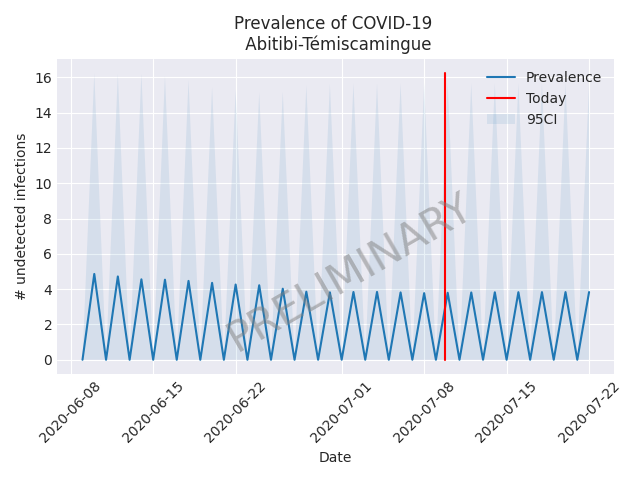 Prevalence of COVID-19
Abitibi-Témiscamingue
# undetected infections
16
14
12
10
8
6
4
2
0
Prevalence
Today
95CI
PRELIMINARY
2020-06-08
2020-06-15
2020-06-22
2020-07-01
2020-07-08
2020-07-15
2020-07-22
Date